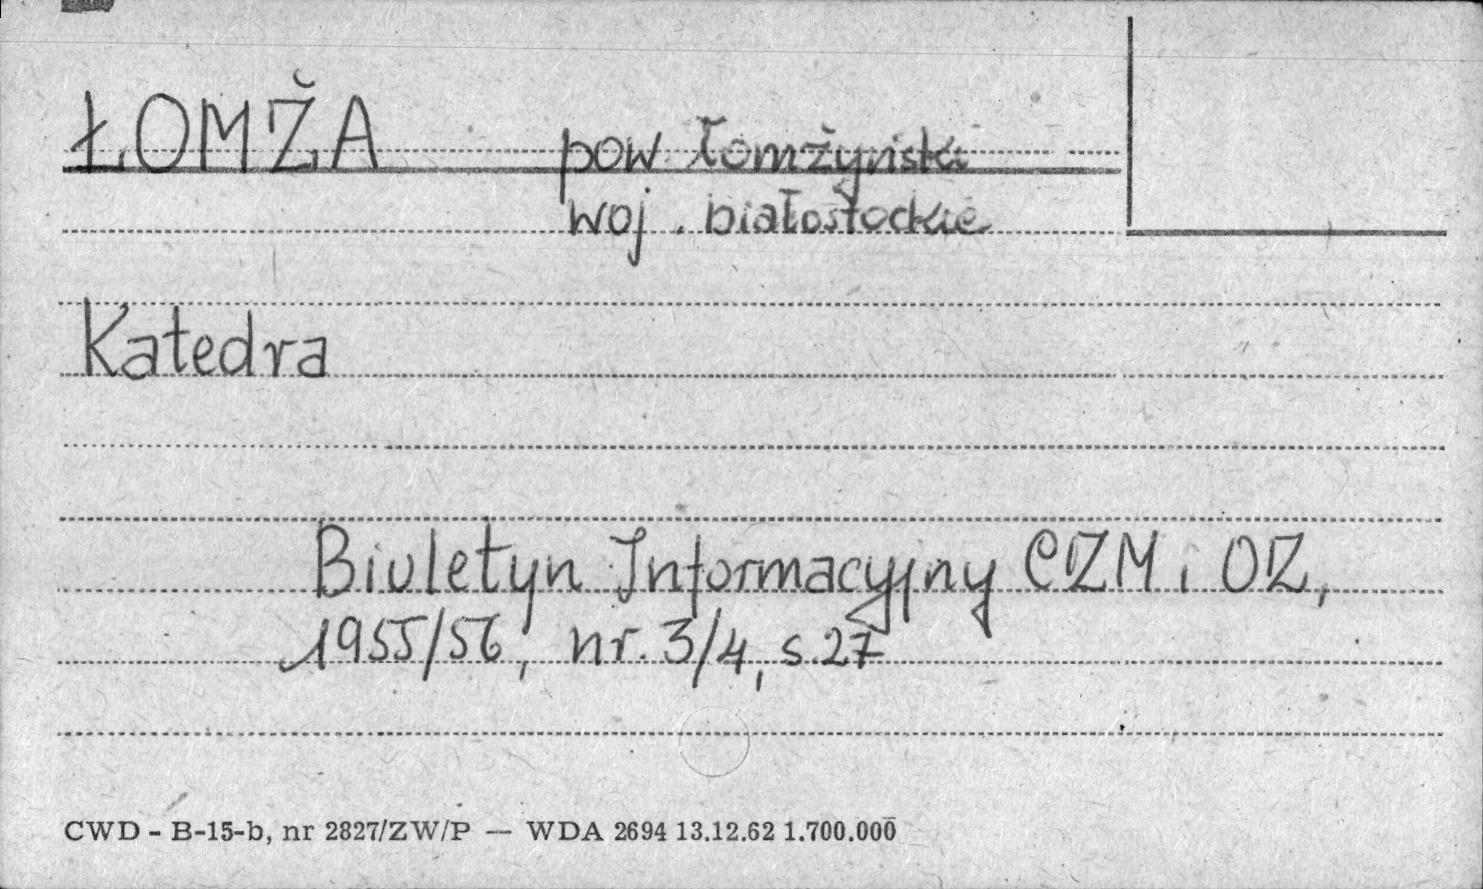 ŁOMŻA pow. łomżyński
woj. białostockie
Katedra
Biuletyn Informacyjny CZM i OZ,
1955/56, nr. 3/4, s. 27
CWD - B-15-b, nr 2827/ZW/P — WDA 2694 13.12.62 1.700.000